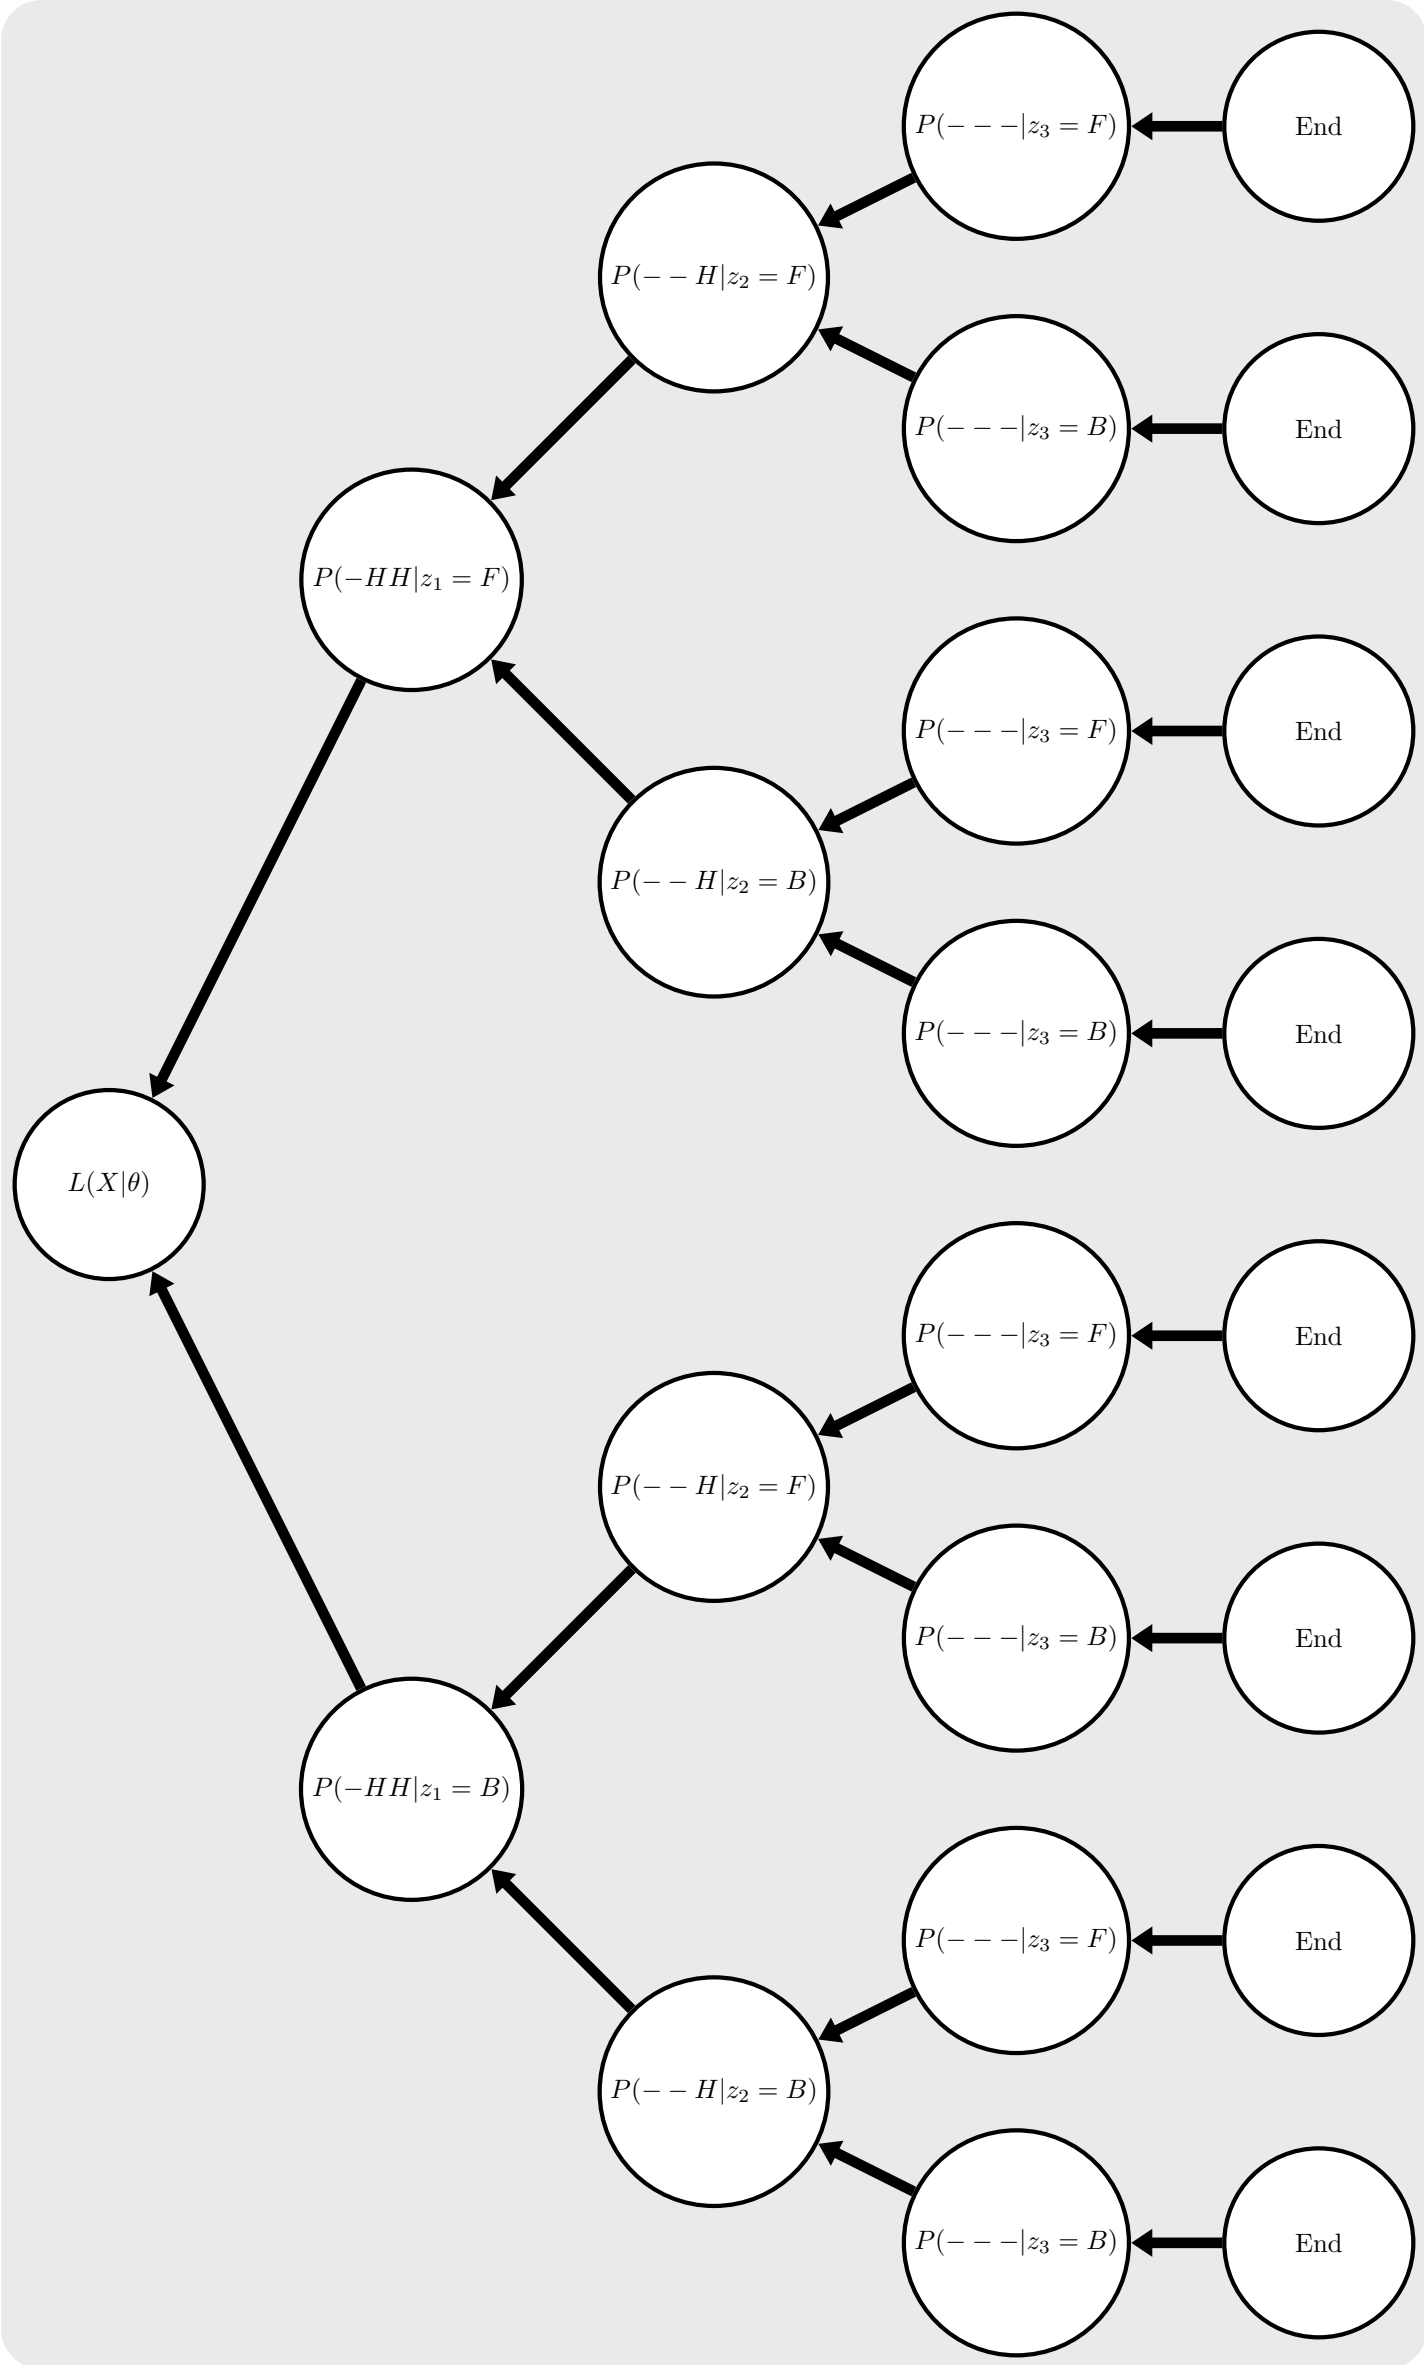 P(- - -|z₃ = F)
End
P(- - H|z₂ = F)
P(- - -|z₃ = B)
End
P(-HH|z₁ = F)
P(- - -|z₃ = F)
End
P(- - H|z₂ = B)
P(- - -|z₃ = B)
End
L(X|θ)
P(- - -|z₃ = F)
End
P(- - H|z₂ = F)
P(- - -|z₃ = B)
End
P(-HH|z₁ = B)
P(- - -|z₃ = F)
End
P(- - H|z₂ = B)
P(- - -|z₃ = B)
End